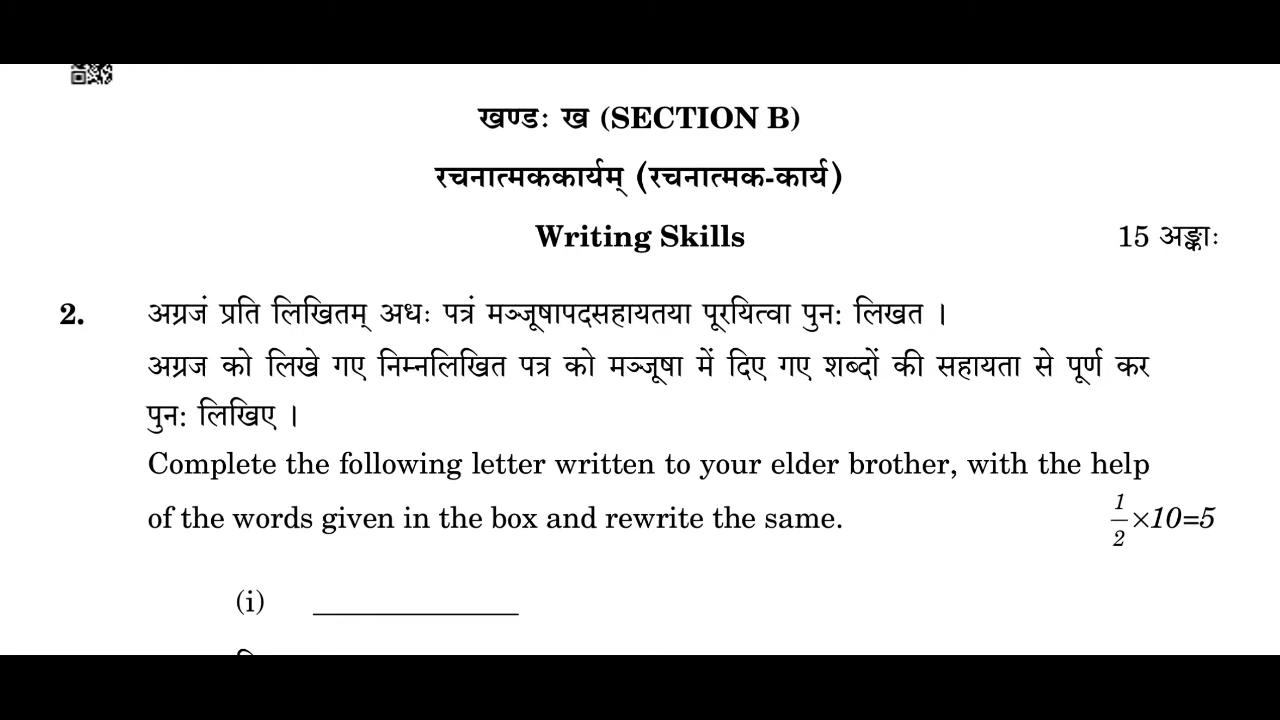 खण्डः ख (SECTION B)
रचनात्मककार्यम् (रचनात्मक-कार्य)
Writing Skills 15 अङ्काः
2. अग्रजं प्रति लिखितम् अधः पत्रं मञ्जूषापदसहायतया पूरयित्वा पुन: लिखत ।
अग्रज को लिखे गए निम्नलिखित पत्र को मञ्जूषा में दिए गए शब्दों की सहायता से पूर्ण कर
पुन: लिखिए ।
Complete the following letter written to your elder brother, with the help
of the words given in the box and rewrite the same. 1/2×10=5
(i) ______________